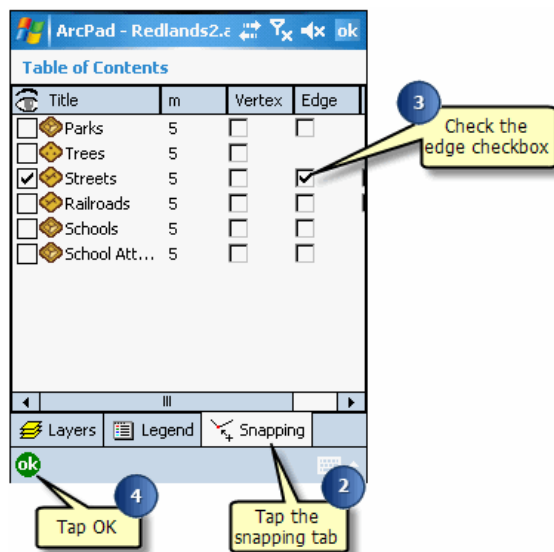 ArcPad - Redlands2.a
ok
Table of Contents
Title m Vertex Edge
Parks 5
Trees 5
Streets 5
Railroads 5
Schools 5
School Att... 5
Layers Legend Snapping
ok
3
Check the
edge checkbox
4
Tap OK
2
Tap the
snapping tab